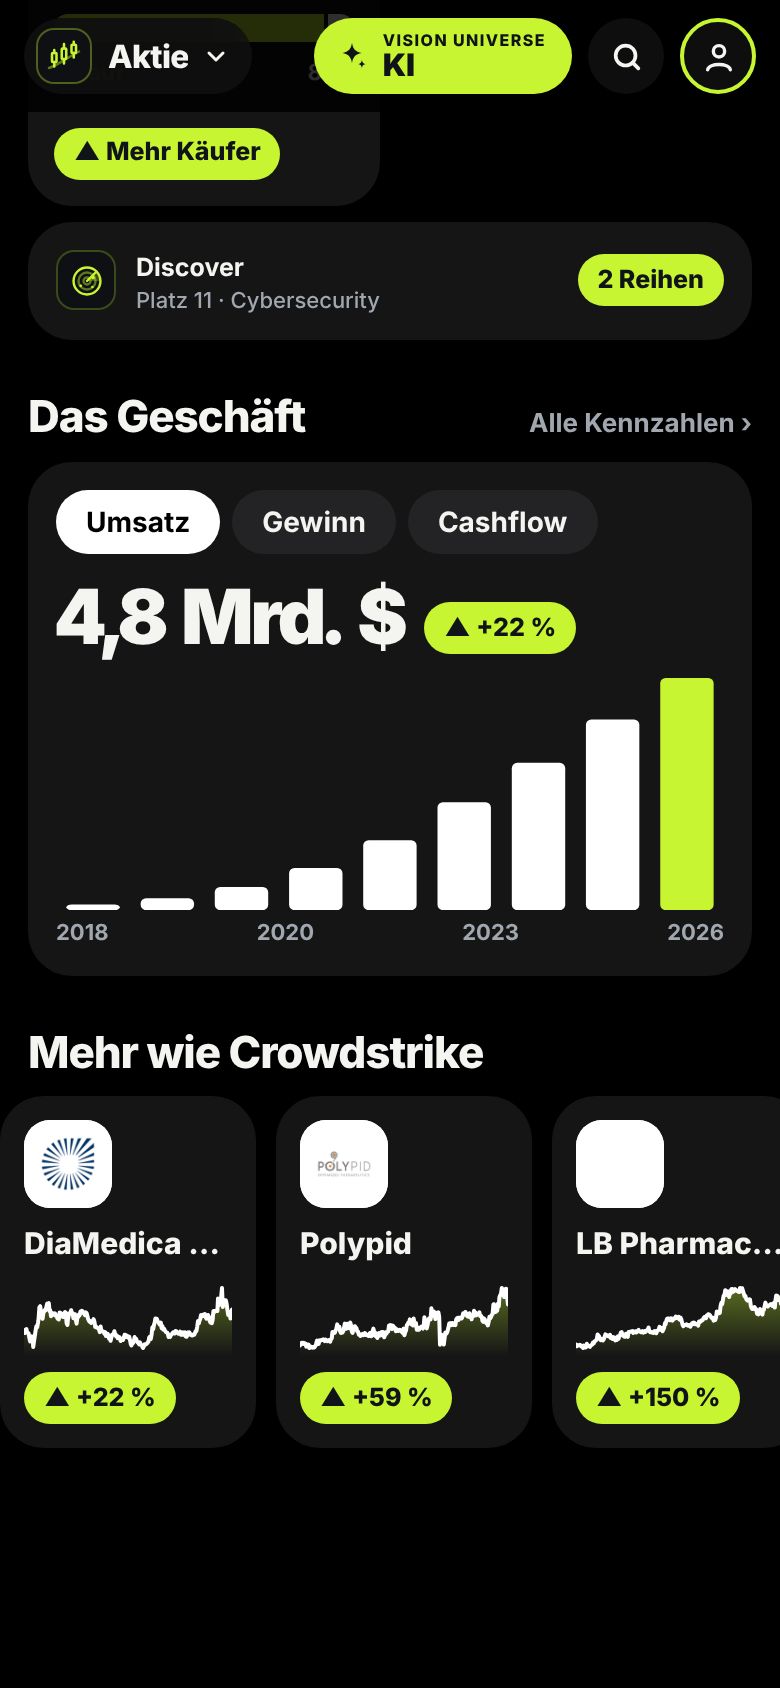 Aktie
VISION UNIVERSE
KI
▲ Mehr Käufer
Discover
Platz 11 · Cybersecurity
2 Reihen
Das Geschäft
Alle Kennzahlen ›
Umsatz
Gewinn
Cashflow
4,8 Mrd. $
▲ +22 %
2018
2020
2023
2026
Mehr wie Crowdstrike
DiaMedica ...
POLYPID
Polypid
LB Pharmac...
▲ +22 %
▲ +59 %
▲ +150 %